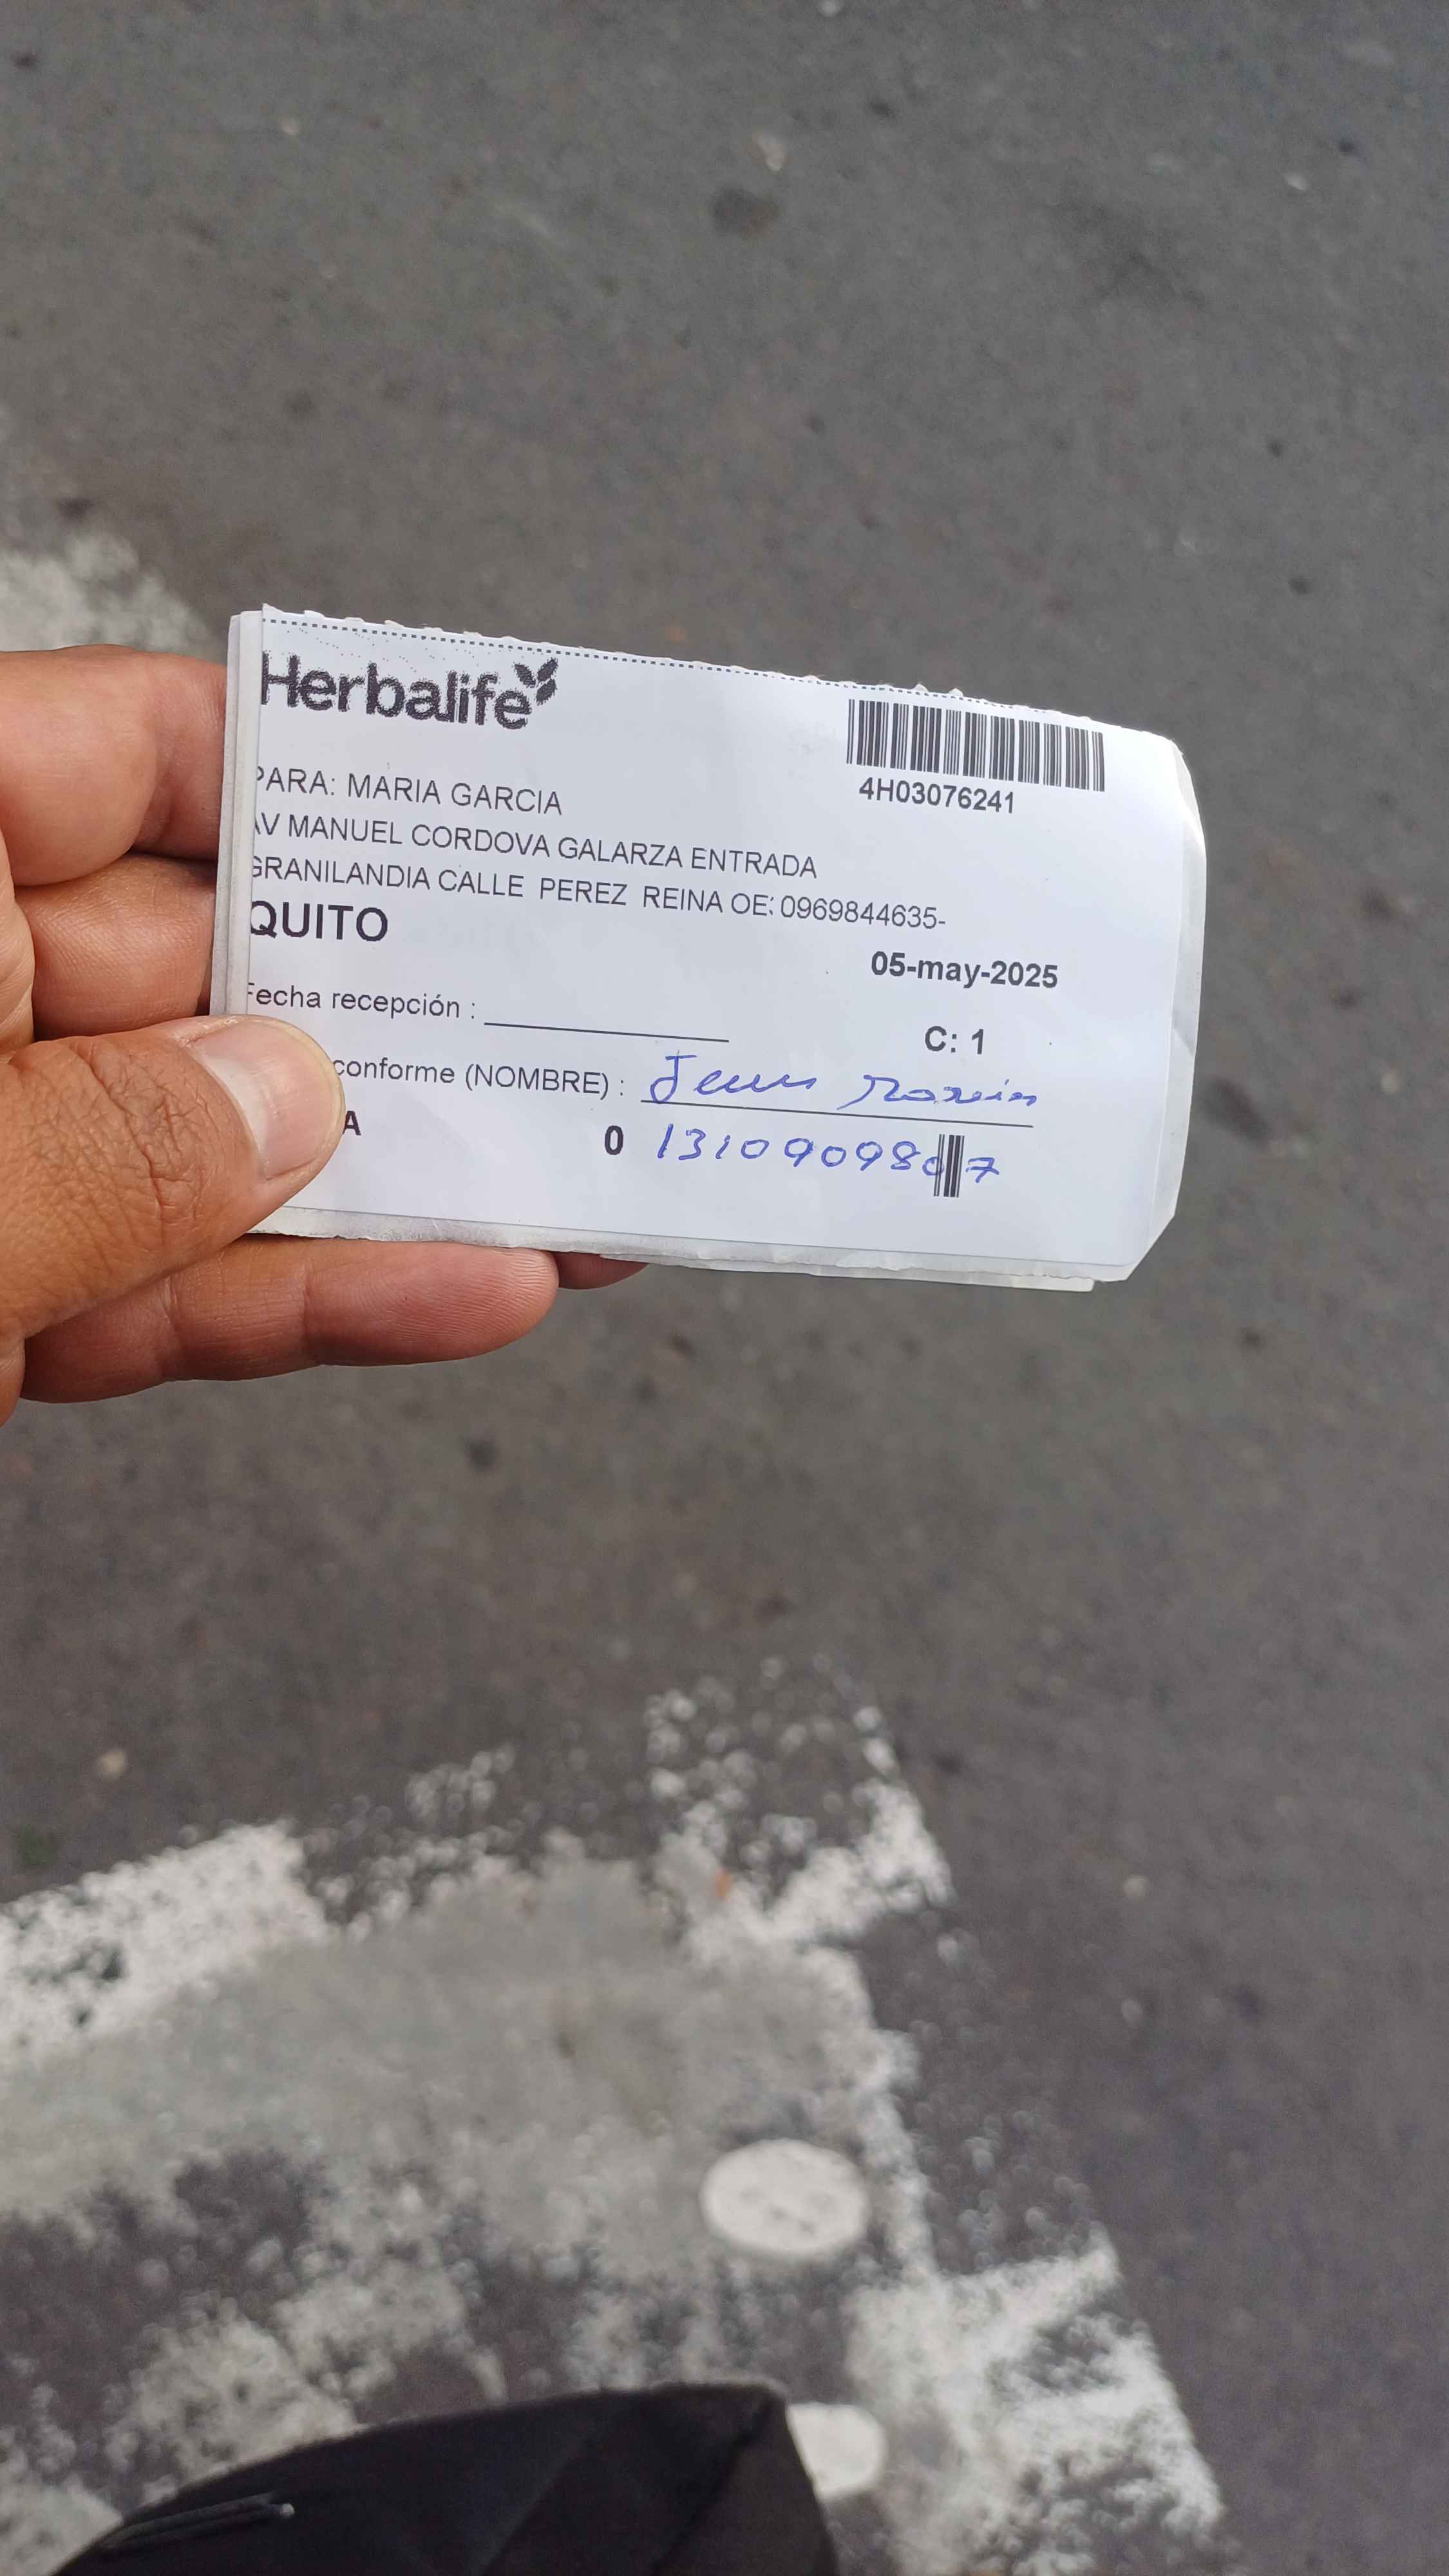 Herbalife
4H03076241
PARA: MARIA GARCIA
AV MANUEL CORDOVA GALARZA ENTRADA
GRANILANDIA CALLE PEREZ REINA OE: 0969844635-
QUITO
05-may-2025
Fecha recepción :
C: 1
conforme (NOMBRE) :
A
0